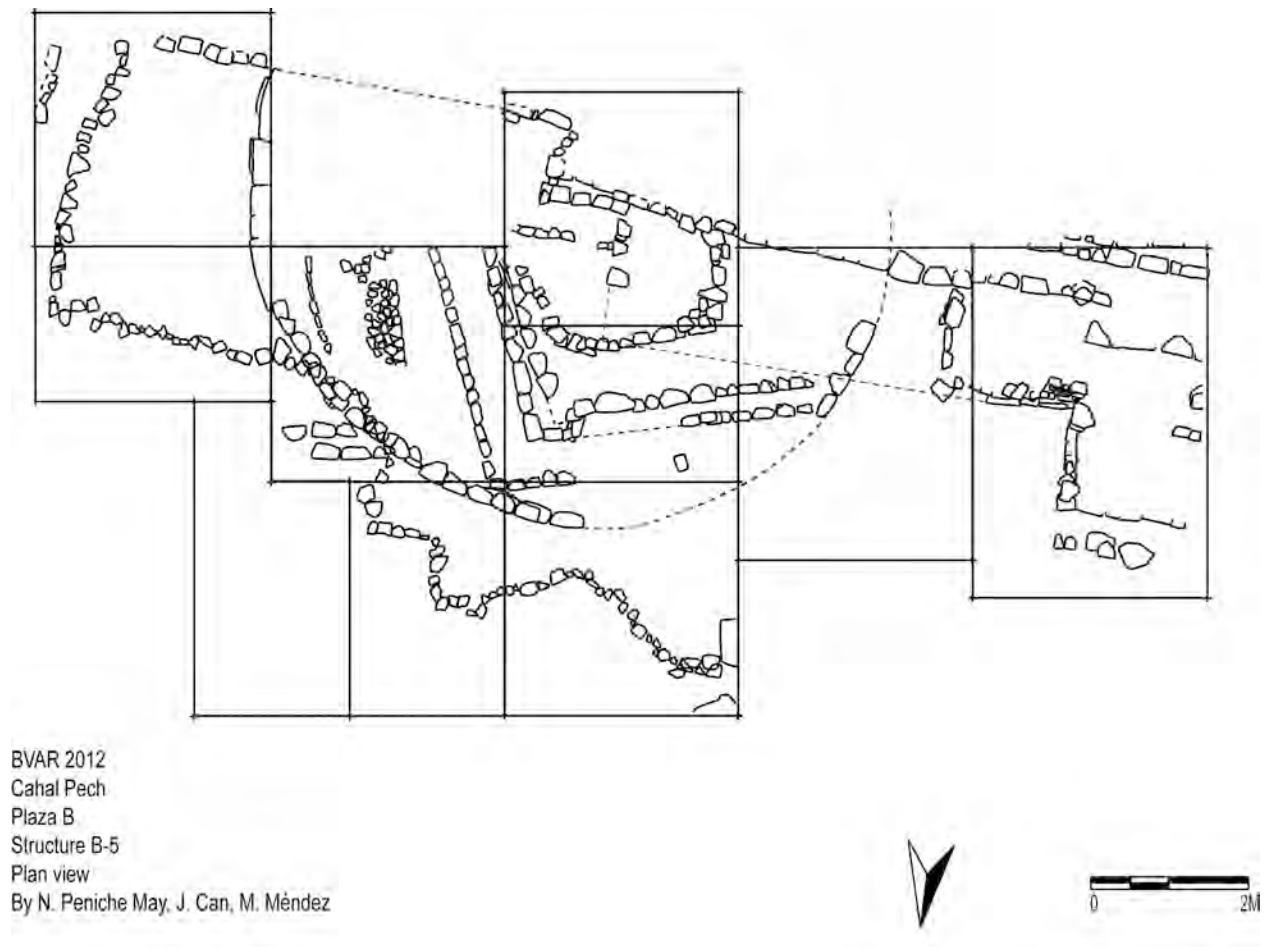 BVAR 2012
Cahal Pech
Plaza B
Structure B-5
Plan view
By N. Peniche May, J. Can, M. Méndez
0 2M